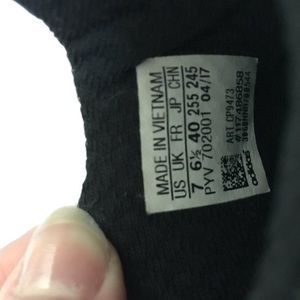 MADE IN VIETNAM
US UK FR JP CHN
7 6½ 40 255 245
PYV 702001 04/17
ART CP9473
adidas